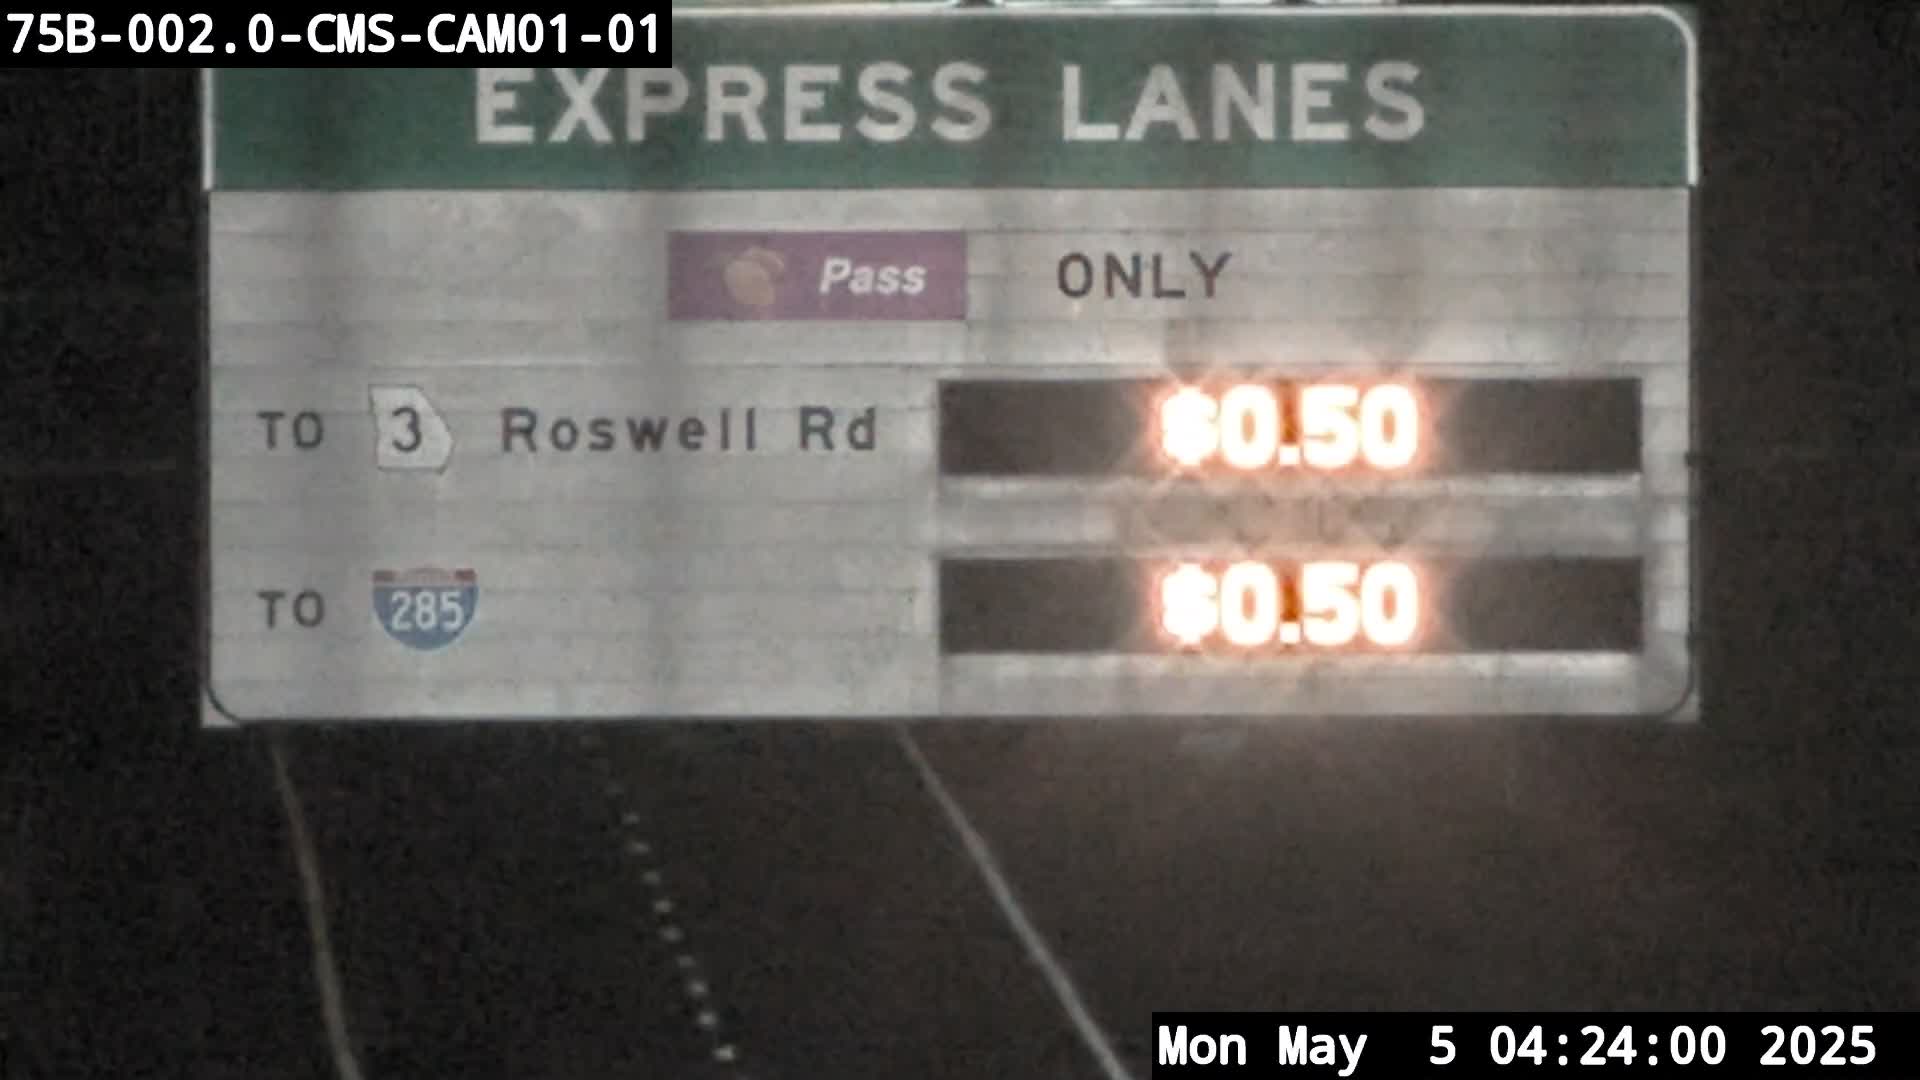 75B-002.0-CMS-CAM01-01
EXPRESS LANES
Pass ONLY
TO 3 Roswell Rd $0.50
TO 285 $0.50
Mon May 5 04:24:00 2025